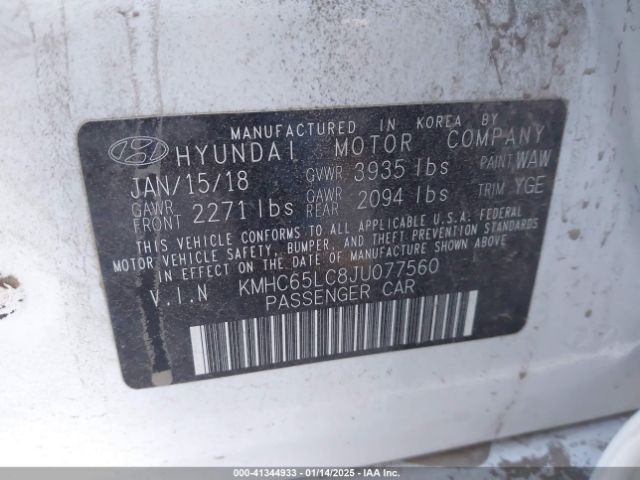 MANUFACTURED IN KOREA BY
HYUNDAI MOTOR COMPANY
JAN/15/18 GVWR 3935 lbs PAINT WAW
GAWR FRONT 2271 lbs GAWR REAR 2094 lbs TRIM YGE
THIS VEHICLE CONFORMS TO ALL APPLICABLE U.S.A. FEDERAL
MOTOR VEHICLE SAFETY, BUMPER, AND THEFT PREVENTION STANDARDS
IN EFFECT ON THE DATE OF MANUFACTURE SHOWN ABOVE.
V.I.N KMHC65LC8JU077560
PASSENGER CAR
000-41344933 - 01/14/2025 - IAAI.COM